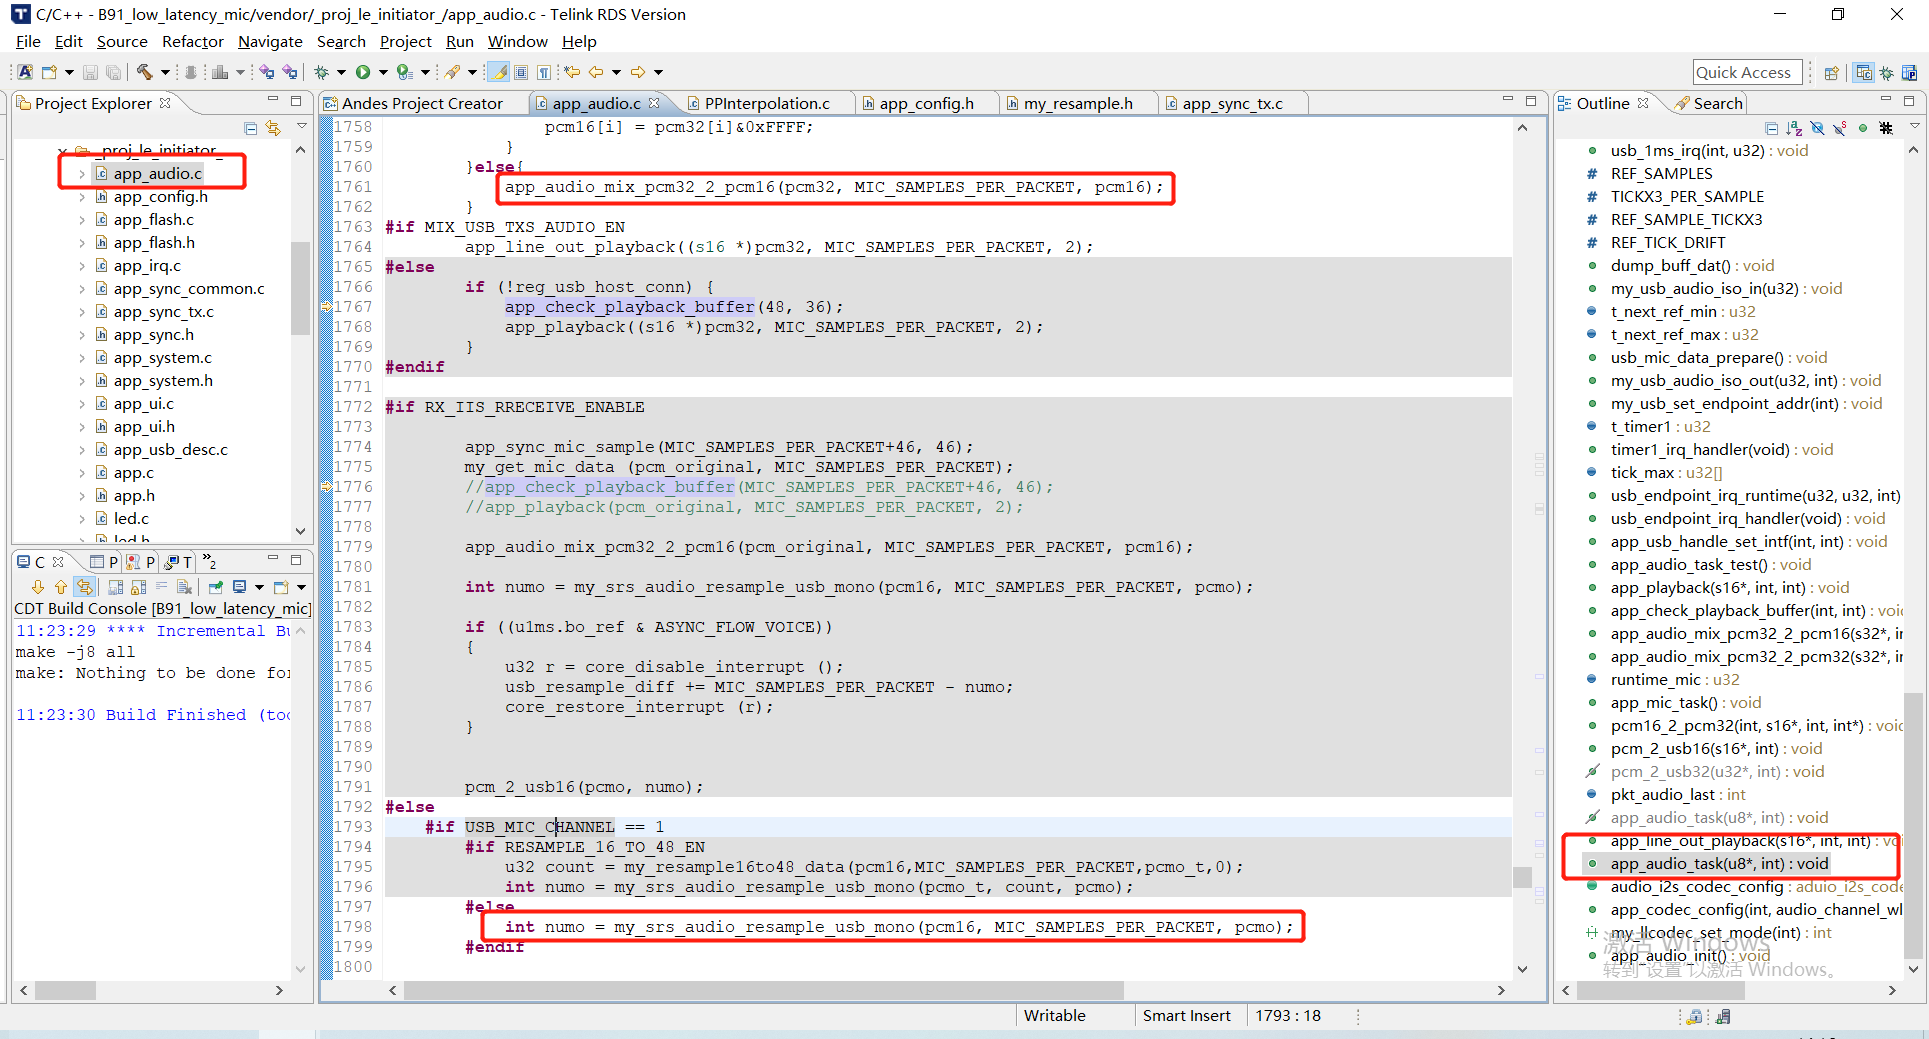 C/C++ - B91_low_latency_mic/vendor/_proj_le_initiator_/app_audio.c - Telink RDS Version
File Edit Source Refactor Navigate Search Project Run Window Help
Quick Access
Project Explorer
_proj_le_initiator_
app_audio.c
app_config.h
app_flash.c
app_flash.h
app_irq.c
app_sync_common.c
app_sync_tx.c
app_sync.h
app_system.c
app_system.h
app_ui.c
app_ui.h
app_usb_desc.c
app.c
app.h
led.c
led.h
C P P T »2
CDT Build Console [B91_low_latency_mic]
11:23:29 **** Incremental Bu
make -j8 all
make: Nothing to be done for
11:23:30 Build Finished (too
Andes Project Creator app_audio.c PPInterpolation.c app_config.h my_resample.h app_sync_tx.c
1758 pcm16[i] = pcm32[i]&0xFFFF;
1759 }
1760 }else{
1761 app_audio_mix_pcm32_2_pcm16(pcm32, MIC_SAMPLES_PER_PACKET, pcm16);
1762 }
1763 #if MIX_USB_TXS_AUDIO_EN
1764 app_line_out_playback((s16 *)pcm32, MIC_SAMPLES_PER_PACKET, 2);
1765 #else
1766 if (!reg_usb_host_conn) {
1767 app_check_playback_buffer(48, 36);
1768 app_playback((s16 *)pcm32, MIC_SAMPLES_PER_PACKET, 2);
1769 }
1770 #endif
1771
1772 #if RX_IIS_RRECEIVE_ENABLE
1773
1774 app_sync_mic_sample(MIC_SAMPLES_PER_PACKET+46, 46);
1775 my_get_mic_data (pcm_original, MIC_SAMPLES_PER_PACKET);
1776 //app_check_playback_buffer(MIC_SAMPLES_PER_PACKET+46, 46);
1777 //app_playback(pcm_original, MIC_SAMPLES_PER_PACKET, 2);
1778
1779 app_audio_mix_pcm32_2_pcm16(pcm_original, MIC_SAMPLES_PER_PACKET, pcm16);
1780
1781 int numo = my_srs_audio_resample_usb_mono(pcm16, MIC_SAMPLES_PER_PACKET, pcmo);
1782
1783 if ((u1ms.bo_ref & ASYNC_FLOW_VOICE))
1784 {
1785 u32 r = core_disable_interrupt ();
1786 usb_resample_diff += MIC_SAMPLES_PER_PACKET - numo;
1787 core_restore_interrupt (r);
1788 }
1789
1790
1791 pcm_2_usb16(pcmo, numo);
1792 #else
1793 #if USB_MIC_CHANNEL == 1
1794 #if RESAMPLE_16_TO_48_EN
1795 u32 count = my_resample16to48_data(pcm16,MIC_SAMPLES_PER_PACKET,pcmo_t,0);
1796 int numo = my_srs_audio_resample_usb_mono(pcmo_t, count, pcmo);
1797 #else
1798 int numo = my_srs_audio_resample_usb_mono(pcm16, MIC_SAMPLES_PER_PACKET, pcmo);
1799 #endif
1800
Outline Search
usb_1ms_irq(int, u32) : void
REF_SAMPLES
TICKX3_PER_SAMPLE
REF_SAMPLE_TICKX3
REF_TICK_DRIFT
dump_buff_dat() : void
my_usb_audio_iso_in(u32) : void
t_next_ref_min : u32
t_next_ref_max : u32
usb_mic_data_prepare() : void
my_usb_audio_iso_out(u32, int) : void
my_usb_set_endpoint_addr(int) : void
t_timer1 : u32
timer1_irq_handler(void) : void
tick_max : u32[]
usb_endpoint_irq_runtime(u32, u32, int)
usb_endpoint_irq_handler(void) : void
app_usb_handle_set_intf(int, int) : void
app_audio_task_test() : void
app_playback(s16*, int, int) : void
app_check_playback_buffer(int, int) : void
app_audio_mix_pcm32_2_pcm16(s32*, in
app_audio_mix_pcm32_2_pcm32(s32*, in
runtime_mic : u32
app_mic_task() : void
pcm16_2_pcm32(int, s16*, int, int*) : void
pcm_2_usb16(s16*, int) : void
pcm_2_usb32(u32*, int) : void
pkt_audio_last : int
app_audio_task(u8*, int) : void
app_line_out_playback(s16*, int, int) : vo
app_audio_task(u8*, int) : void
audio_i2s_codec_config : aduio_i2s_code
app_codec_config(int, audio_channel_wl
my_llcodec_set_mode(int) : int
app_audio_init() : void
激活 Windows
转到"设置"以激活 Windows。
Writable Smart Insert 1793 : 18